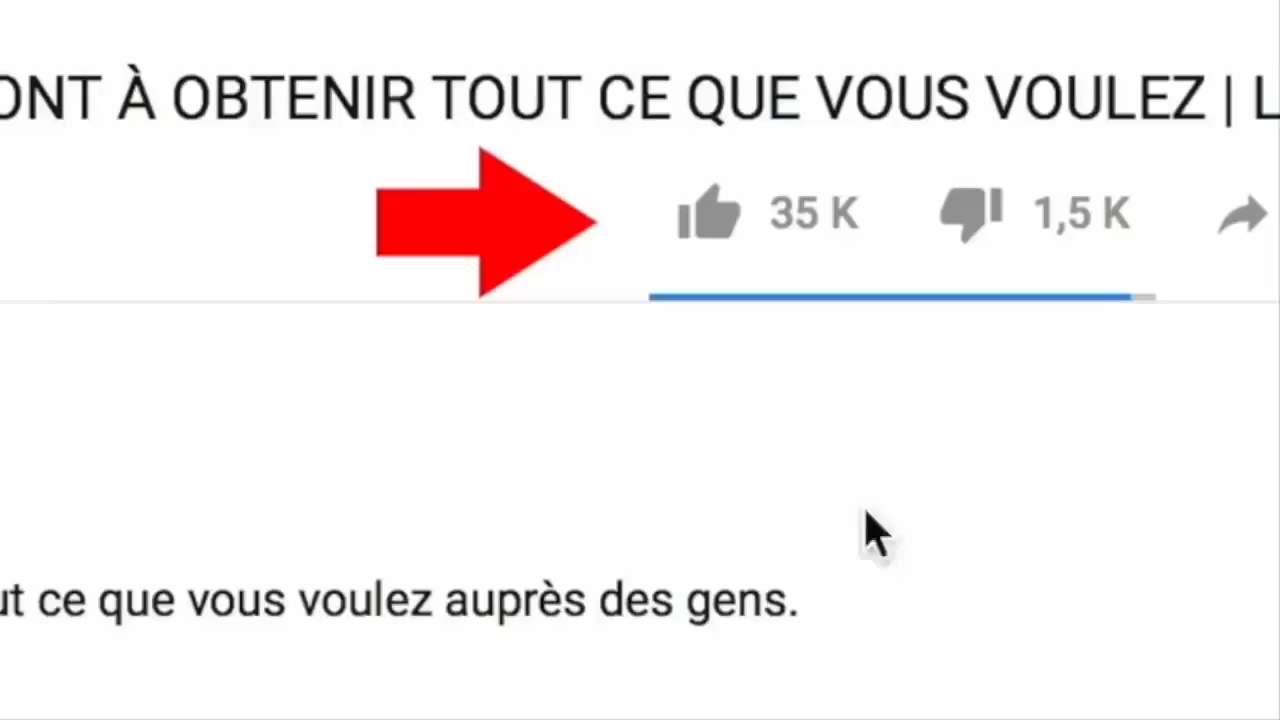 ONT À OBTENIR TOUT CE QUE VOUS VOULEZ | L
35 K 1,5 K
ut ce que vous voulez auprès des gens.